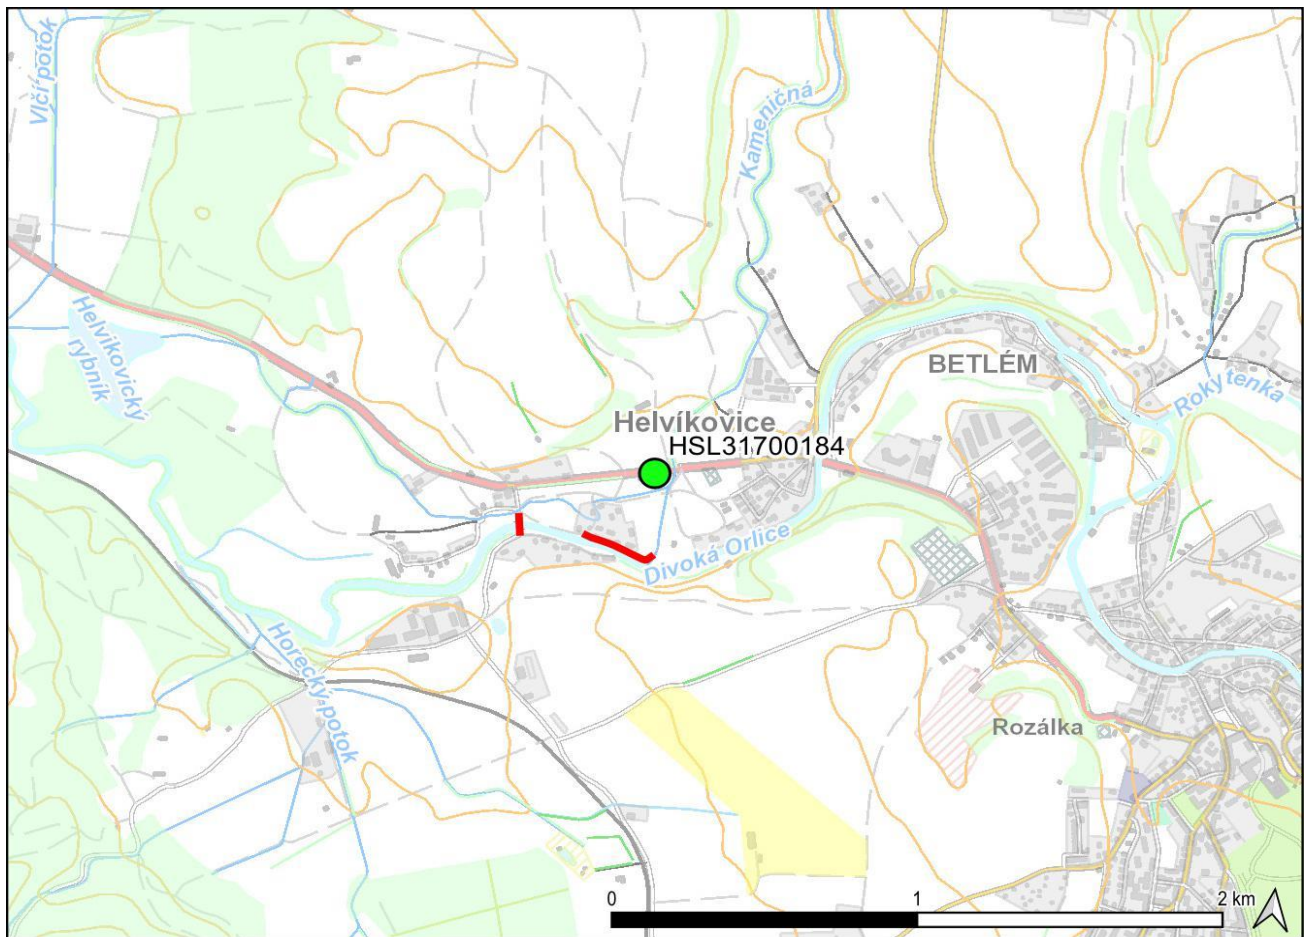 Vlčí potok
Kameničná
Helvíkovický
rybník
BETLÉM
Rokytenka
Helvíkovice
HSL31700184
Divoká Orlice
Horecký potok
Rozálka
0 1 2 km